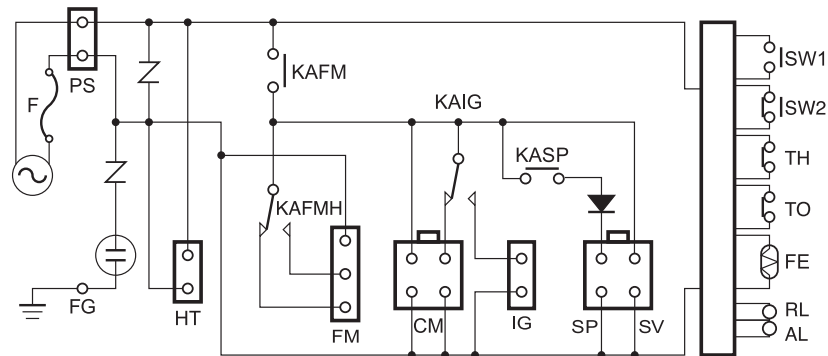 F
PS
KAFM
KAIG
KASP
KAFMH
SW1
SW2
TH
TO
FE
RL
AL
FG
HT
FM
CM
IG
SP
SV